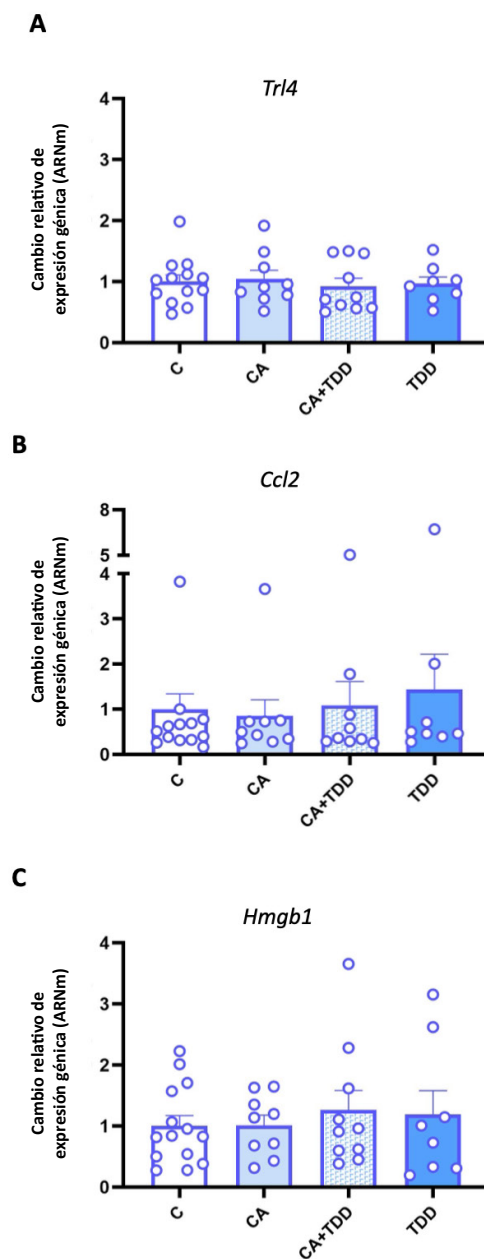 A
Trl4
Cambio relativo de
expresión génica (ARNm)
4
3
2
1
0
C
CA
CA+TDD
TDD
B
Ccl2
Cambio relativo de
expresión génica (ARNm)
8
5
4
3
2
1
0
C
CA
CA+TDD
TDD
C
Hmgb1
Cambio relativo de
expresión génica (ARNm)
4
3
2
1
0
C
CA
CA+TDD
TDD